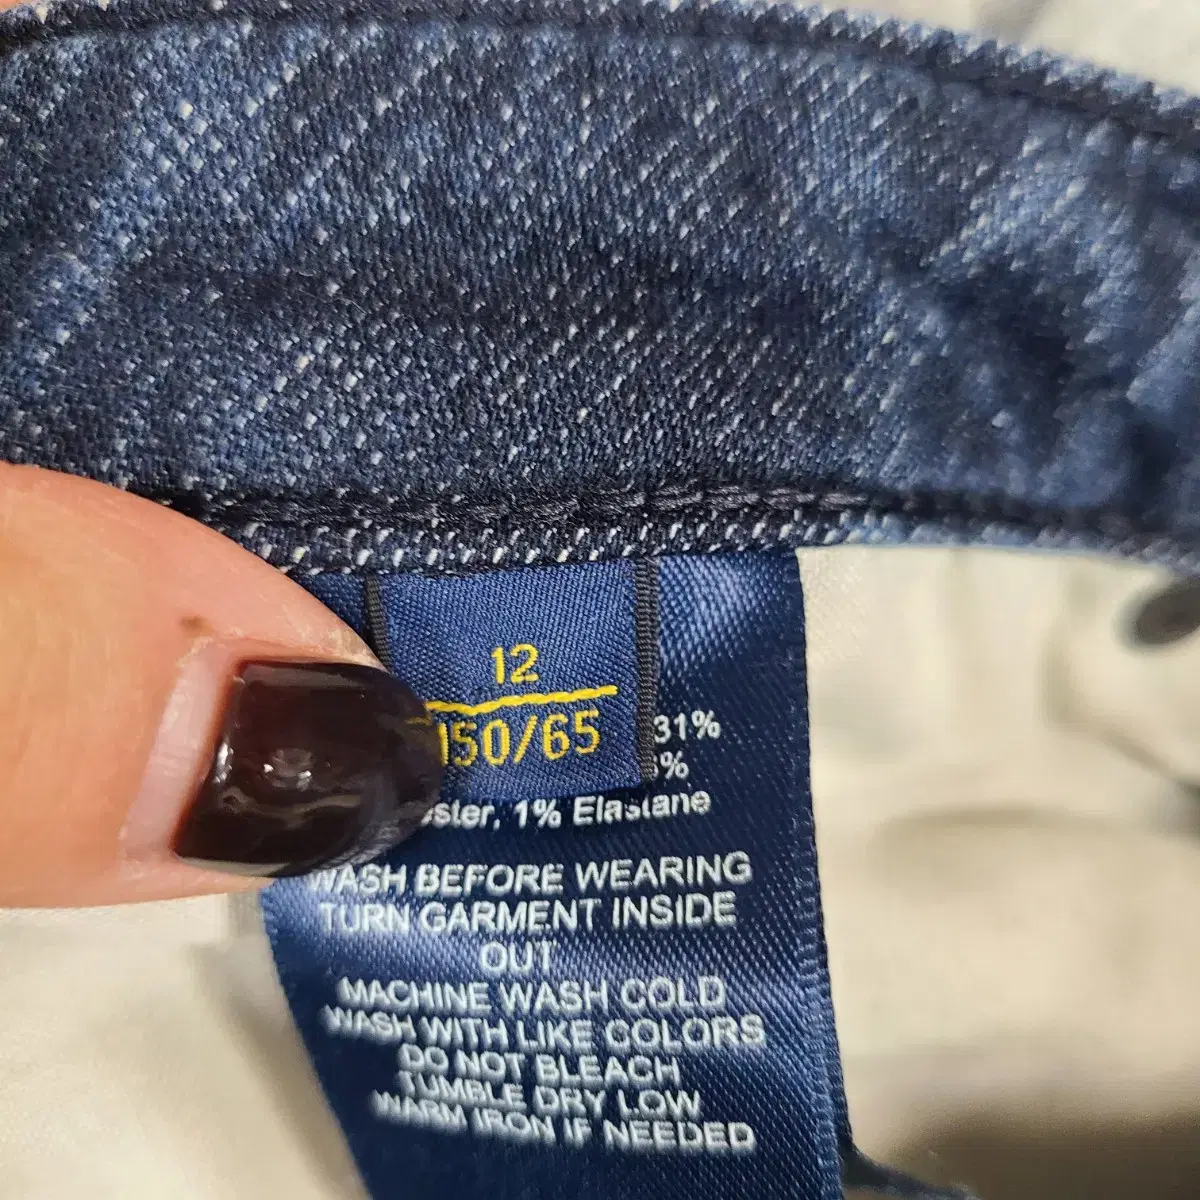 12
150/65
31%
%
ster, 1% Elastane
WASH BEFORE WEARING
TURN GARMENT INSIDE
OUT
MACHINE WASH COLD
WASH WITH LIKE COLORS
DO NOT BLEACH
TUMBLE DRY LOW
WARM IRON IF NEEDED